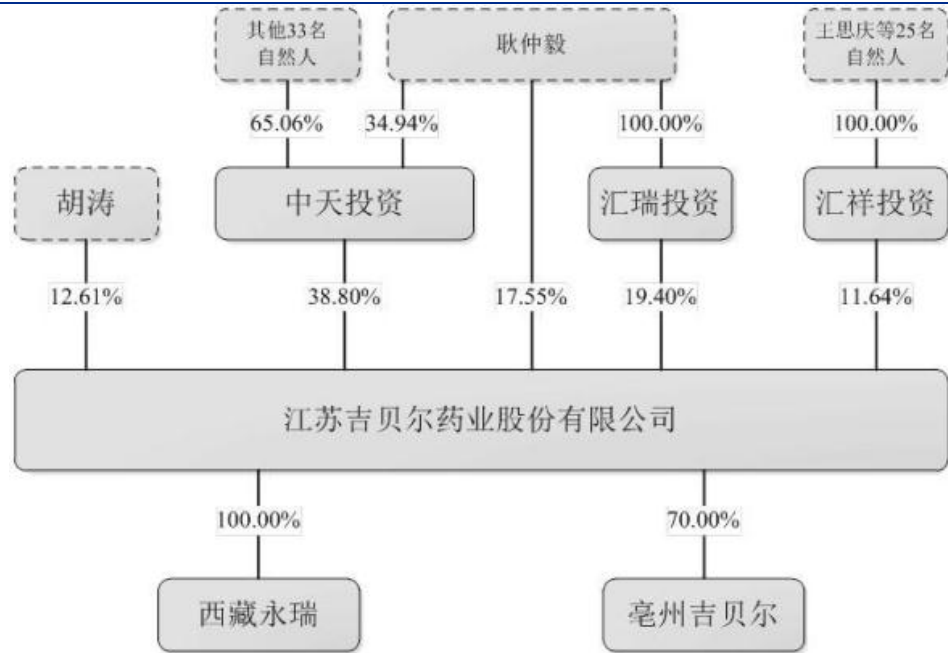 其他33名
自然人
耿仲毅
王思庆等25名
自然人
65.06%
34.94%
100.00%
100.00%
胡涛
中天投资
汇瑞投资
汇祥投资
12.61%
38.80%
17.55%
19.40%
11.64%
江苏吉贝尔药业股份有限公司
100.00%
70.00%
西藏永瑞
亳州吉贝尔